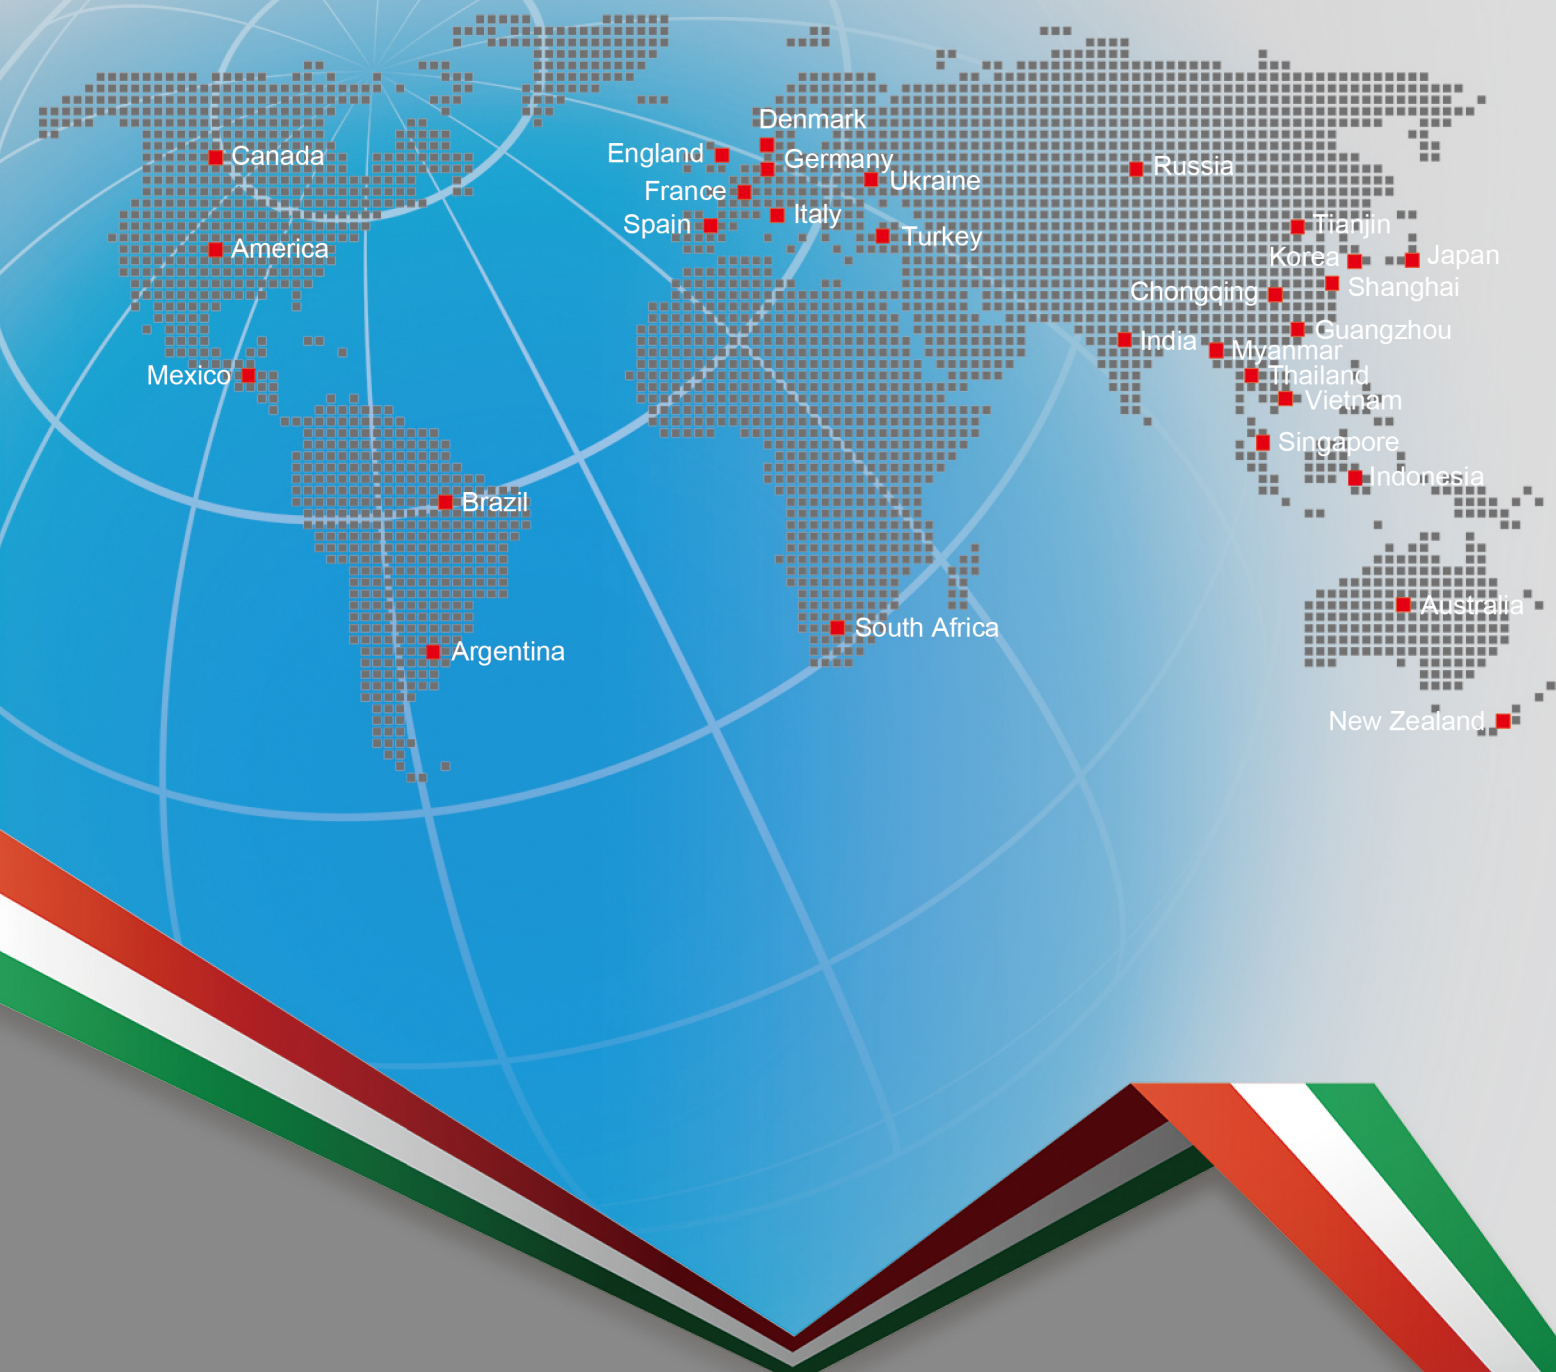 Denmark
England
Germany
Canada
Russia
Ukraine
France
Italy
Spain
Tianjin
Turkey
America
Korea
Japan
Shanghai
Chongqing
Guangzhou
India
Myanmar
Mexico
Thailand
Vietnam
Singapore
Indonesia
Brazil
Australia
South Africa
Argentina
New Zealand